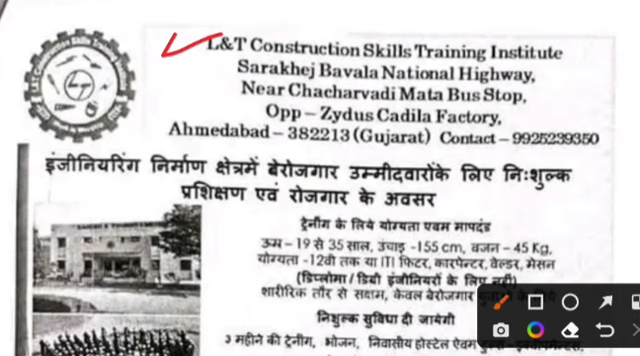 L&T Construction Skills Training Institute
Sarakhej Bavala National Highway,
Near Chacharvadi Mata Bus Stop,
Opp – Zydus Cadila Factory,
Ahmedabad – 382213 (Gujarat) Contact – 9925239350
इंजीनियरिंग निर्माण क्षेत्रमें बेरोजगार उम्मीदवारोंके लिए निःशुल्क
प्रशिक्षण एवं रोजगार के अवसर
ट्रेनींग के लिये योग्यता एवम मापदंड
ऊम्र – 19 से 35 साल, उंचाइ -155 cm, वजन – 45 Kg,
योग्यता -12वी तक या ITI फिटर, कारपेन्टर, वेल्डर, मेसन
(डिप्लोमा / डिग्री इंजीनियरों के लिए नहीं)
शारीरिक तौर से सक्षम, केवल बेरोजगार
निशुल्क सुविधा दी जायेगी
3 महीने की ट्रेनींग, भोजन, निवासीय होस्टेल ऐवम